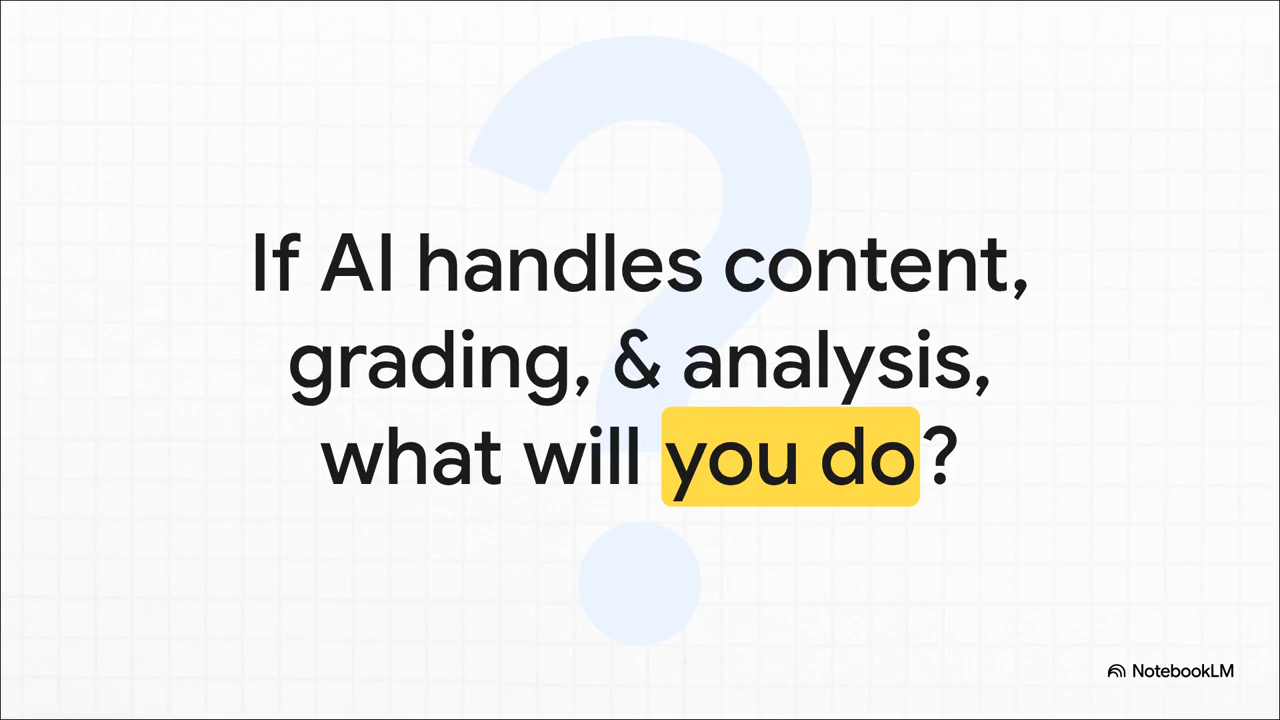 If AI handles content,
grading, & analysis,
what will you do?
NotebookLM